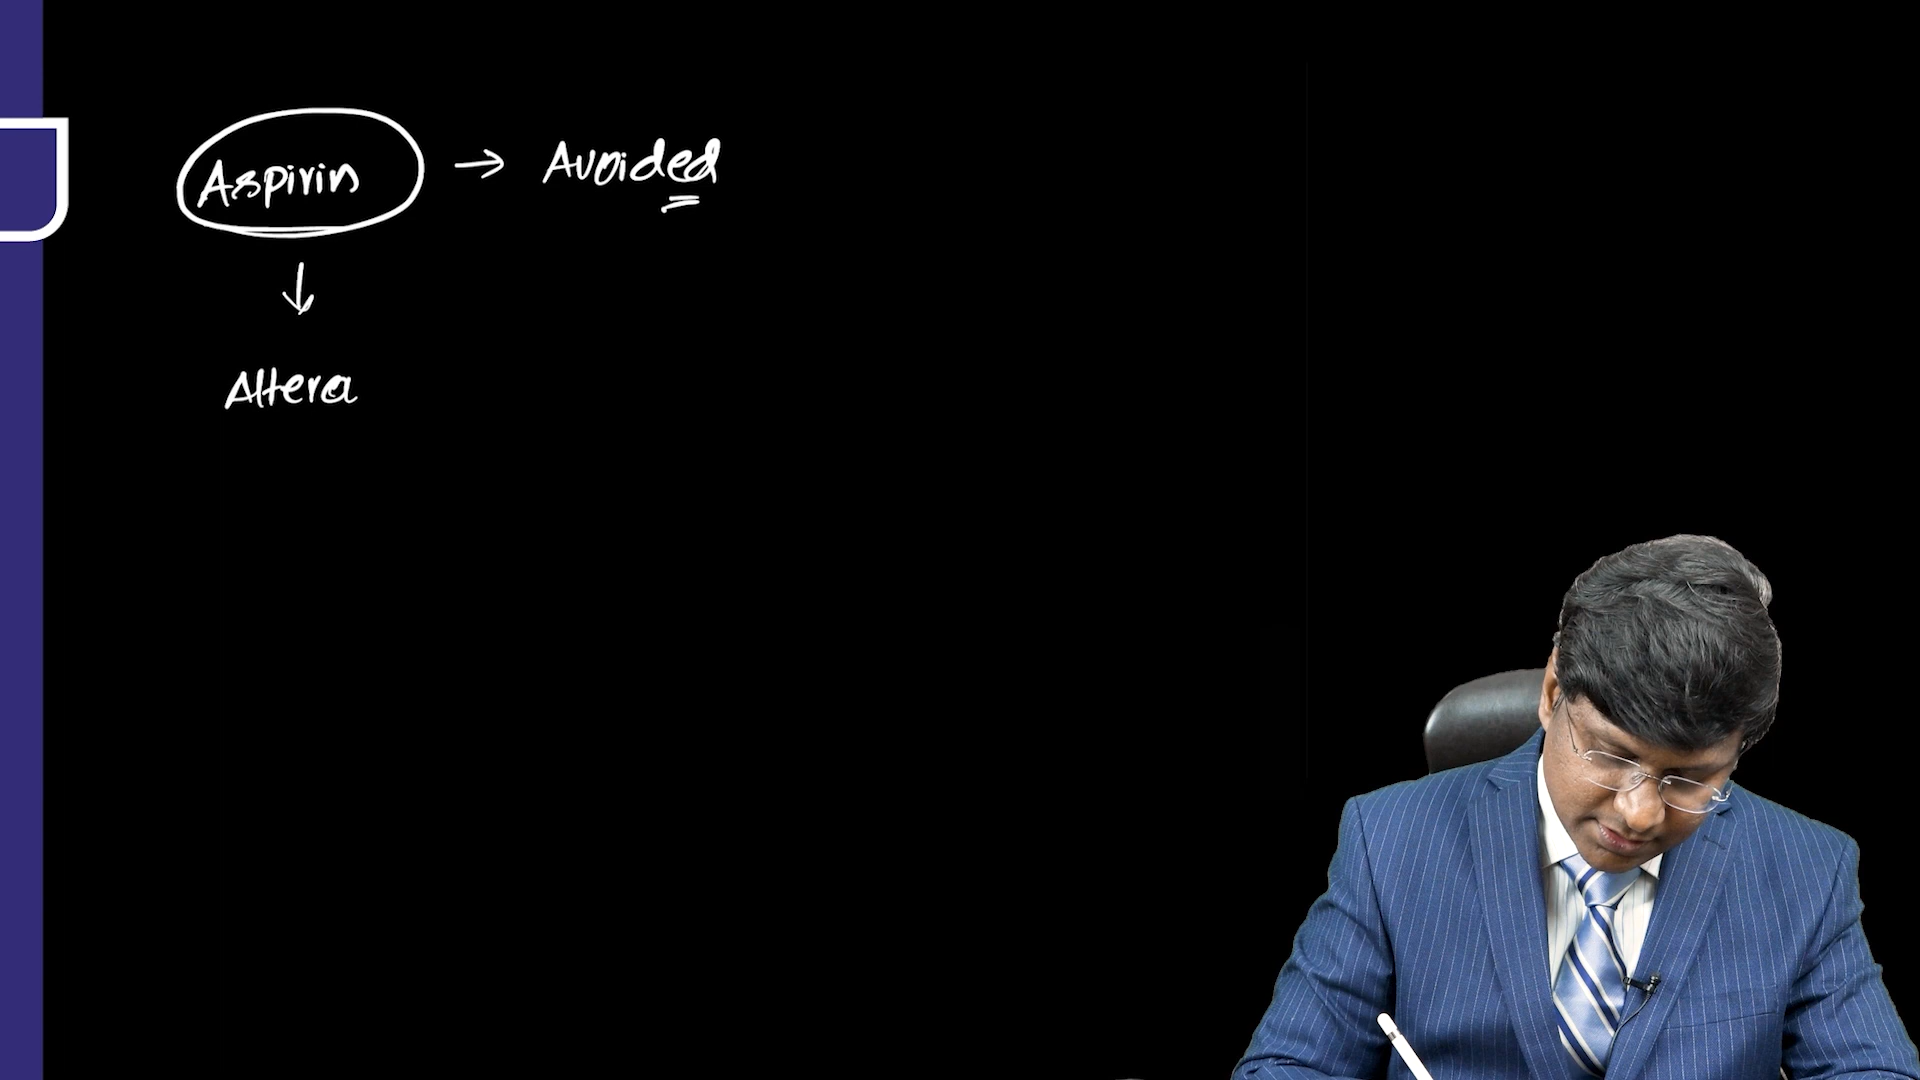 Aspirin → Avoided
↓
Altera